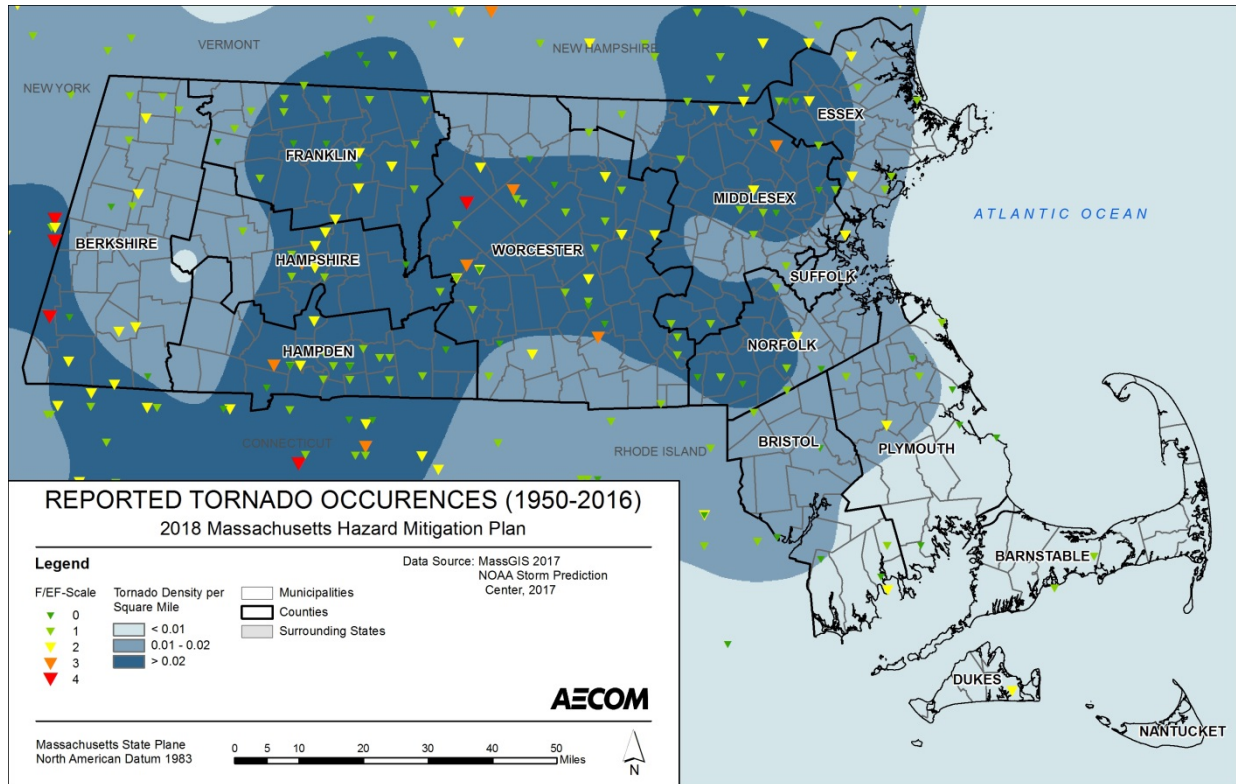 VERMONT
NEW HAMPSHIRE
NEW YORK
ESSEX
FRANKLIN
MIDDLESEX
ATLANTIC OCEAN
BERKSHIRE
HAMPSHIRE
WORCESTER
SUFFOLK
HAMPDEN
NORFOLK
CONNECTICUT
RHODE ISLAND
BRISTOL
PLYMOUTH
BARNSTABLE
DUKES
NANTUCKET
REPORTED TORNADO OCCURENCES (1950-2016)
2018 Massachusetts Hazard Mitigation Plan
Legend
Data Source: MassGIS 2017
NOAA Storm Prediction
Center, 2017
F/EF-Scale
0
1
2
3
4
Tornado Density per
Square Mile
< 0.01
0.01 - 0.02
> 0.02
Municipalities
Counties
Surrounding States
AECOM
Massachusetts State Plane
North American Datum 1983
0 5 10 20 30 40 50
Miles
N